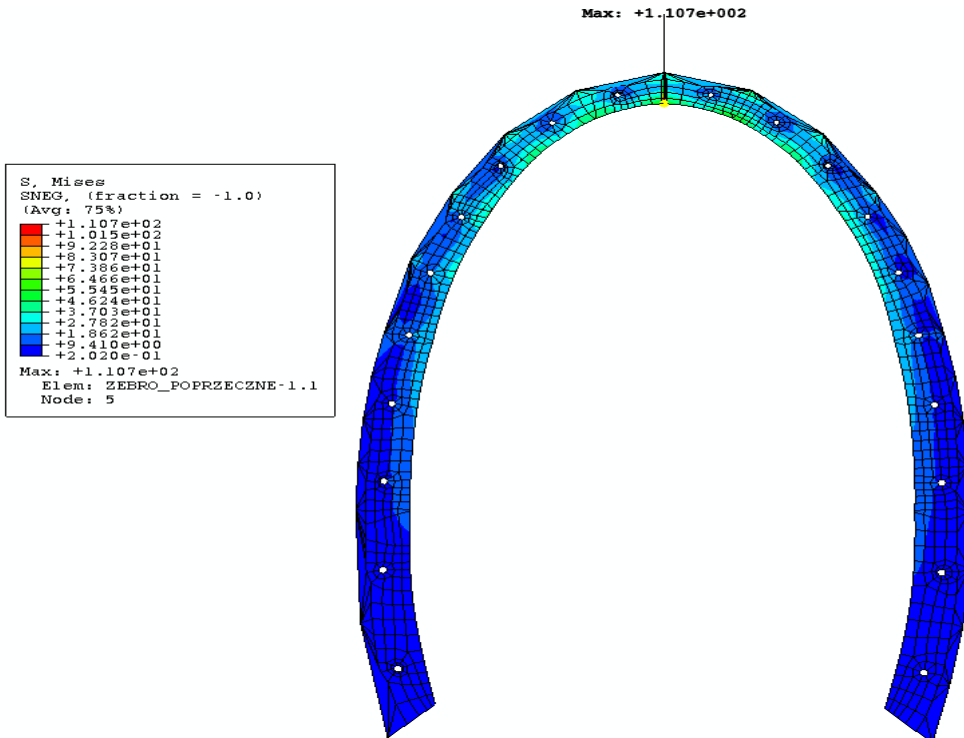 Max: +1.107e+002
S, Mises
SNEG, (fraction = -1.0)
(Avg: 75%)
+1.107e+02
+1.015e+02
+9.228e+01
+8.307e+01
+7.386e+01
+6.466e+01
+5.545e+01
+4.624e+01
+3.703e+01
+2.782e+01
+1.862e+01
+9.410e+00
+2.020e-01
Max: +1.107e+02
Elem: ZEBRO_POPRZECZNE-1.1
Node: 5